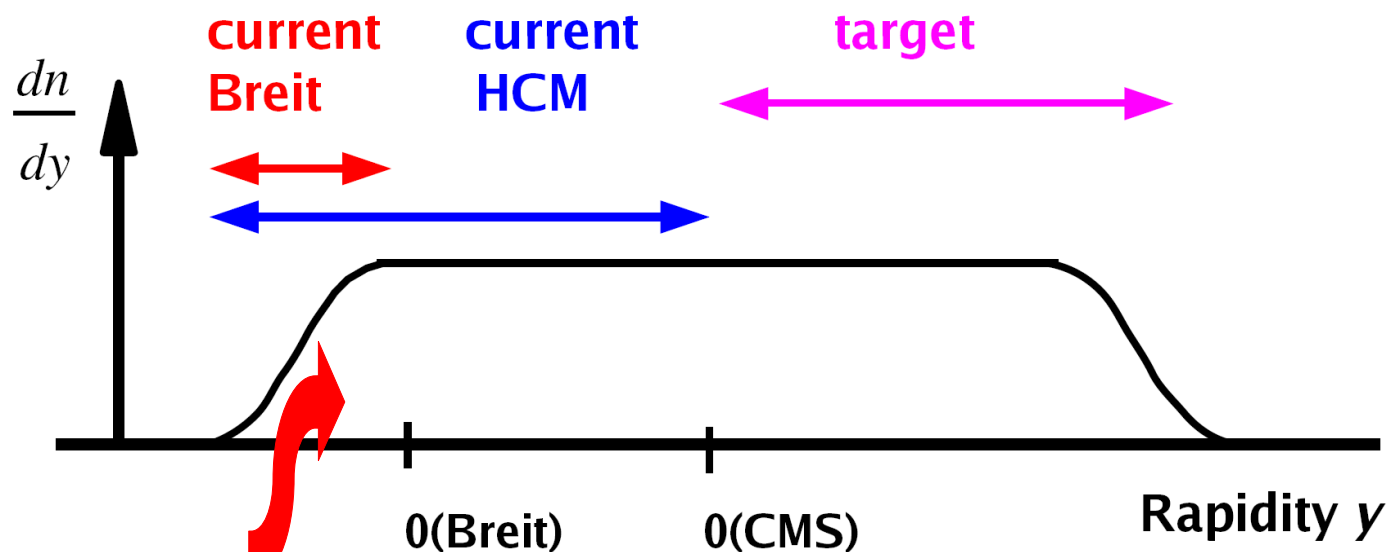 current current target
Breit HCM
dn
dy
0(Breit) 0(CMS) Rapidity y